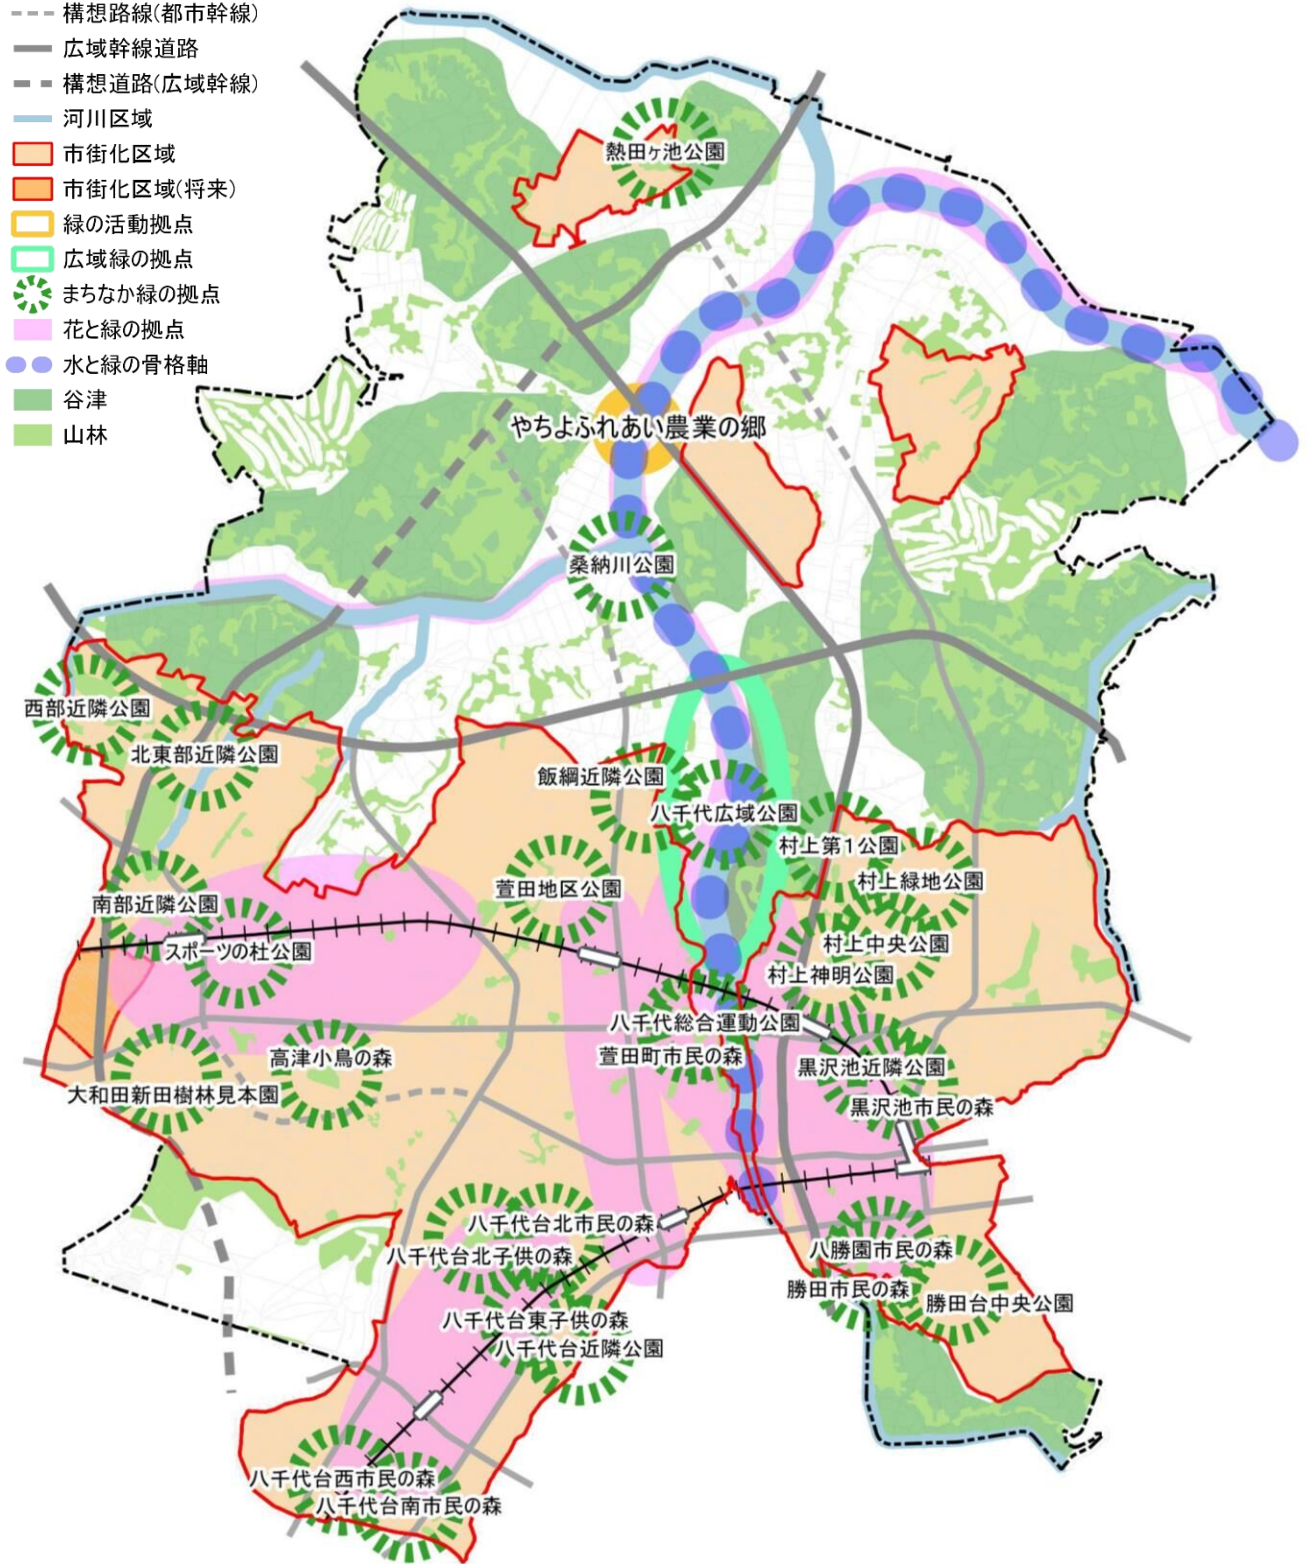 構想路線(都市幹線)
広域幹線道路
構想道路(広域幹線)
河川区域
市街化区域
市街化区域(将来)
緑の活動拠点
広域緑の拠点
まちなか緑の拠点
花と緑の拠点
水と緑の骨格軸
谷津
山林
熱田ヶ池公園
やちよふれあい農業の郷
桑納川公園
西部近隣公園
北東部近隣公園
飯綱近隣公園
八千代広域公園
村上第1公園
萱田地区公園
村上緑地公園
南部近隣公園
スポーツの杜公園
村上中央公園
村上神明公園
八千代総合運動公園
高津小鳥の森
萱田町市民の森
黒沢池近隣公園
大和田新田樹林見本園
黒沢池市民の森
八千代台北市民の森
八千代台北子供の森
八勝園市民の森
勝田市民の森
勝田台中央公園
八千代台東子供の森
八千代台近隣公園
八千代台西市民の森
八千代台南市民の森